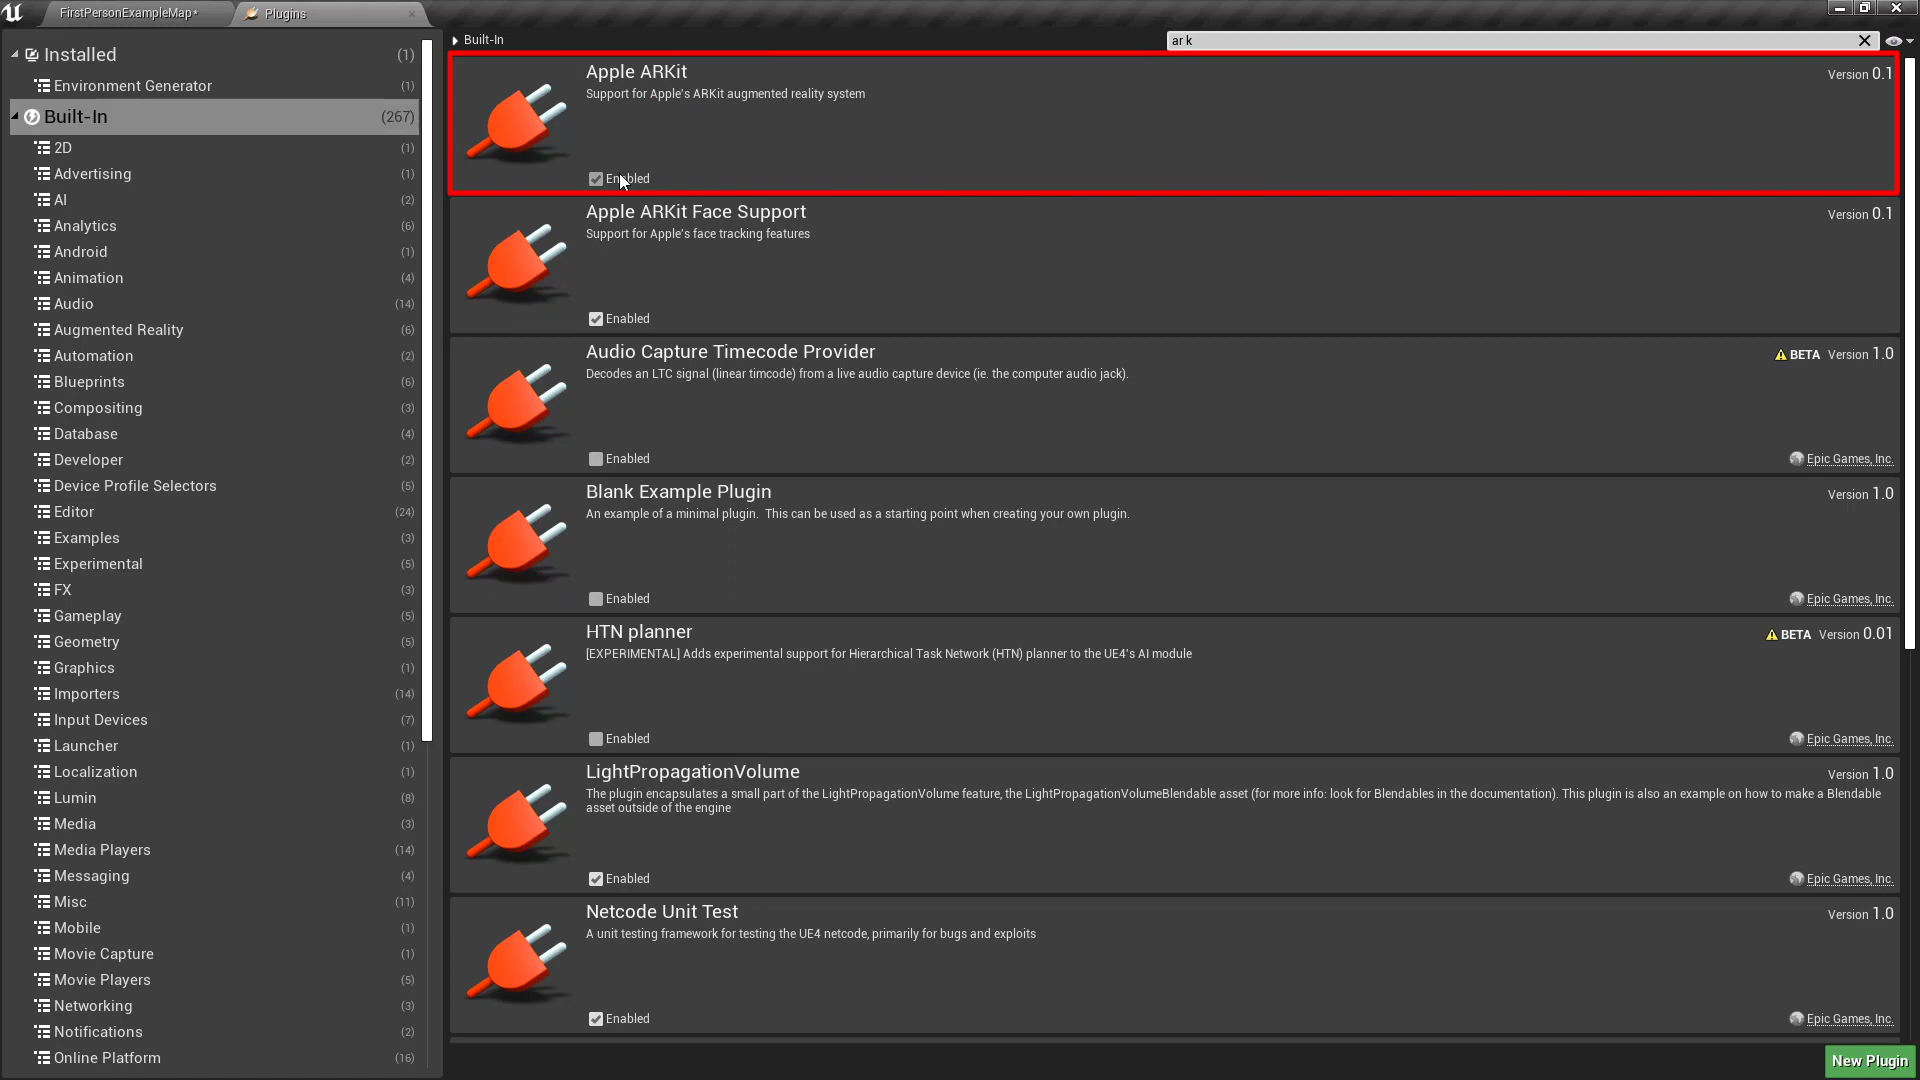 FirstPersonExampleMap*
Plugins
Installed (1)
Environment Generator (1)
Built-In (267)
2D (1)
Advertising (1)
AI (2)
Analytics (6)
Android (1)
Animation (4)
Audio (14)
Augmented Reality (6)
Automation (2)
Blueprints (6)
Compositing (3)
Database (4)
Developer (2)
Device Profile Selectors (5)
Editor (24)
Examples (3)
Experimental (5)
FX (3)
Gameplay (5)
Geometry (5)
Graphics (1)
Importers (14)
Input Devices (7)
Launcher (1)
Localization (1)
Lumin (8)
Media (3)
Media Players (14)
Messaging (4)
Misc (11)
Mobile (1)
Movie Capture (1)
Movie Players (5)
Networking (3)
Notifications (2)
Online Platform (16)
Built-In
ar k
Apple ARKit
Version 0.1
Support for Apple's ARKit augmented reality system
Enabled
Apple ARKit Face Support
Version 0.1
Support for Apple's face tracking features
Enabled
Audio Capture Timecode Provider
BETA Version 1.0
Decodes an LTC signal (linear timcode) from a live audio capture device (ie. the computer audio jack).
Enabled
Epic Games, Inc.
Blank Example Plugin
Version 1.0
An example of a minimal plugin. This can be used as a starting point when creating your own plugin.
Enabled
Epic Games, Inc.
HTN planner
BETA Version 0.01
[EXPERIMENTAL] Adds experimental support for Hierarchical Task Network (HTN) planner to the UE4's AI module
Enabled
Epic Games, Inc.
LightPropagationVolume
Version 1.0
The plugin encapsulates a small part of the LightPropagationVolume feature, the LightPropagationVolumeBlendable asset (for more info: look for Blendables in the documentation). This plugin is also an example on how to make a Blendable
asset outside of the engine
Enabled
Epic Games, Inc.
Netcode Unit Test
Version 1.0
A unit testing framework for testing the UE4 netcode, primarily for bugs and exploits
Enabled
Epic Games, Inc.
New Plugin